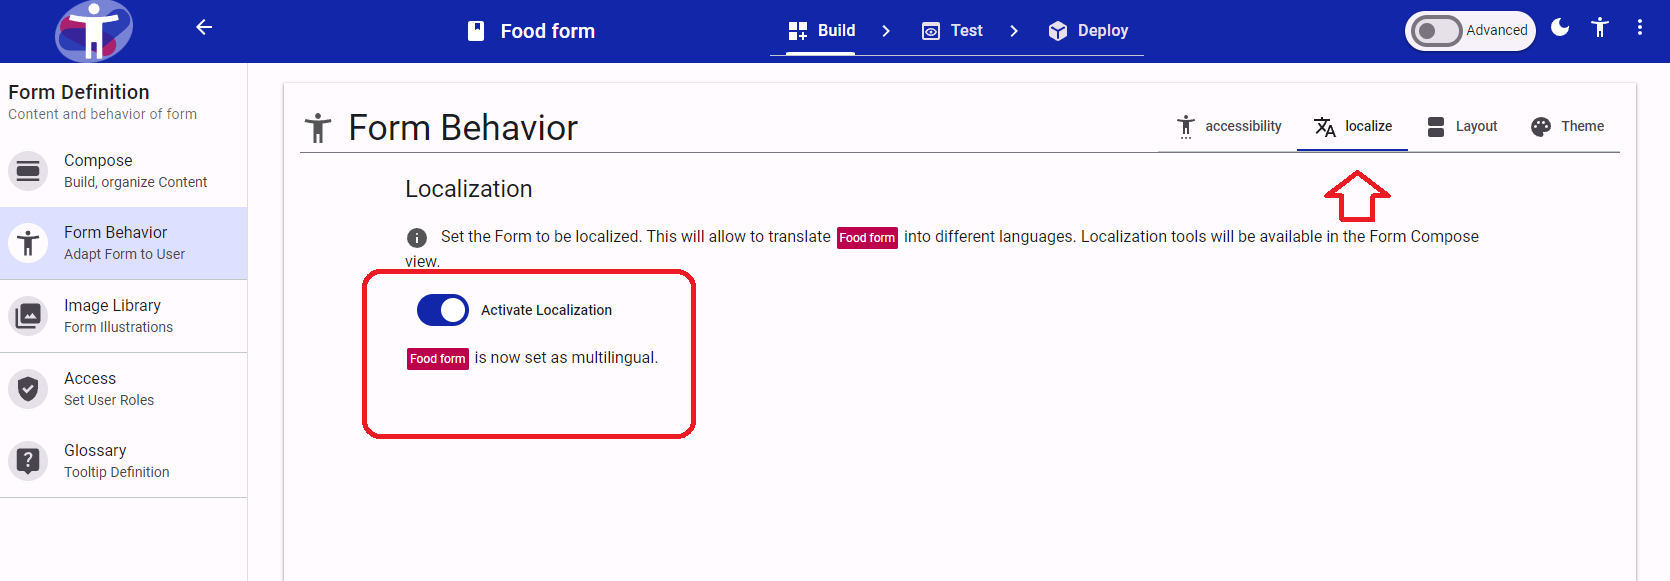 Food form
Build
Test
Deploy
Advanced
Form Definition
Content and behavior of form
Compose
Build, organize Content
Form Behavior
Adapt Form to User
Image Library
Form Illustrations
Access
Set User Roles
Glossary
Tooltip Definition
Form Behavior
accessibility
localize
Layout
Theme
Localization
Set the Form to be localized. This will allow to translate Food form into different languages. Localization tools will be available in the Form Compose
view.
Activate Localization
Food form is now set as multilingual.